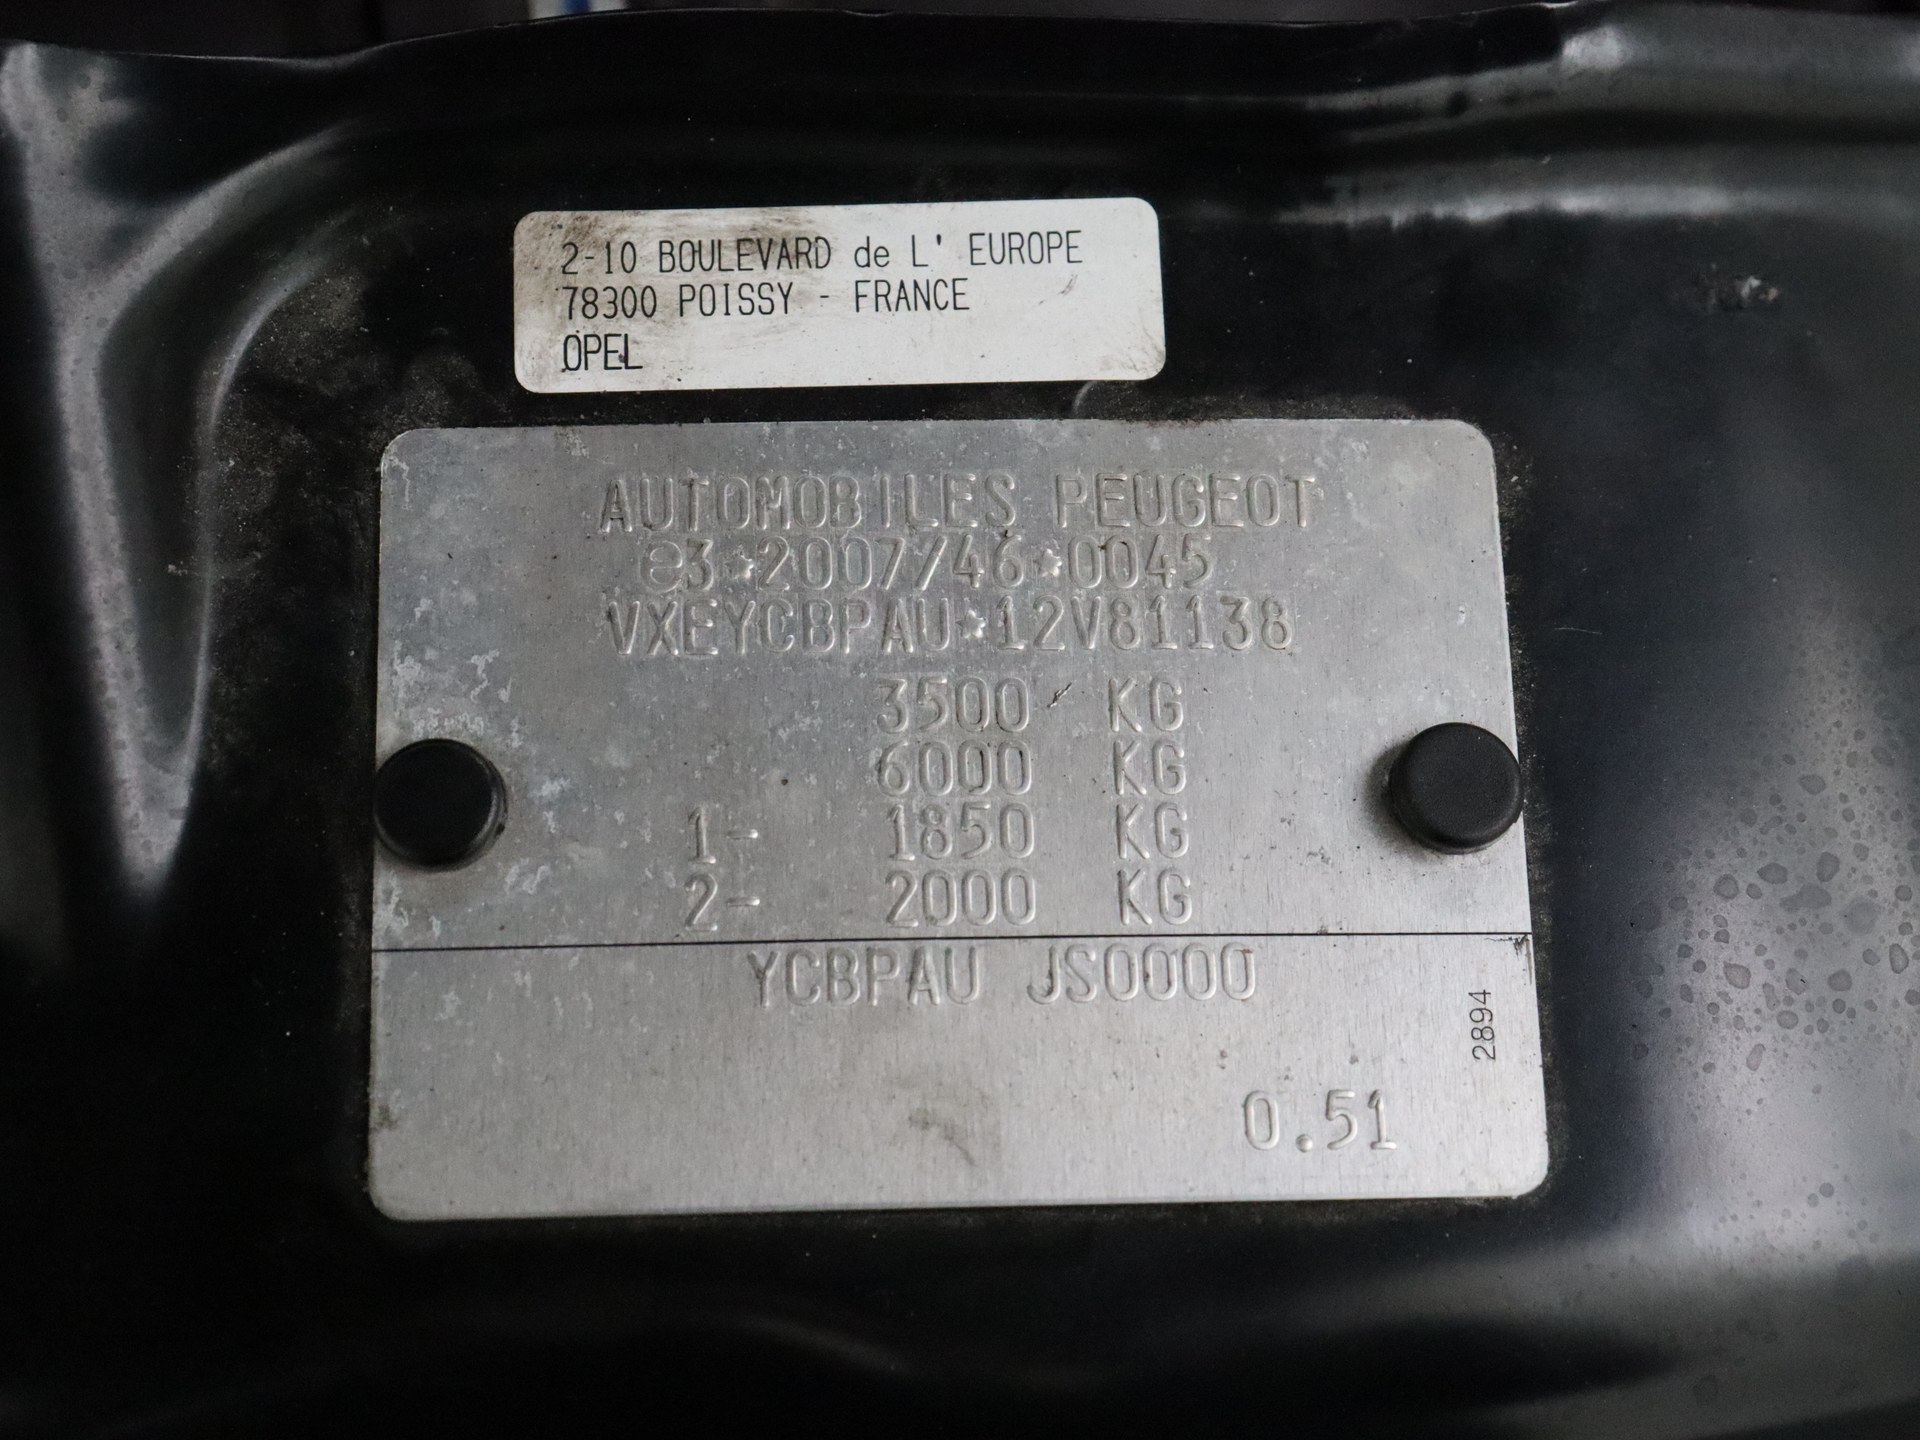 2-10 BOULEVARD de L' EUROPE
78300 POISSY - FRANCE
OPEL
AUTOMOBILES PEUGEOT
e3*2007/46*0045
VXEYCBPAU*12V81138
3500 KG
6000 KG
1- 1850 KG
2- 2000 KG
YCBPAU JS0000
2894
0.51